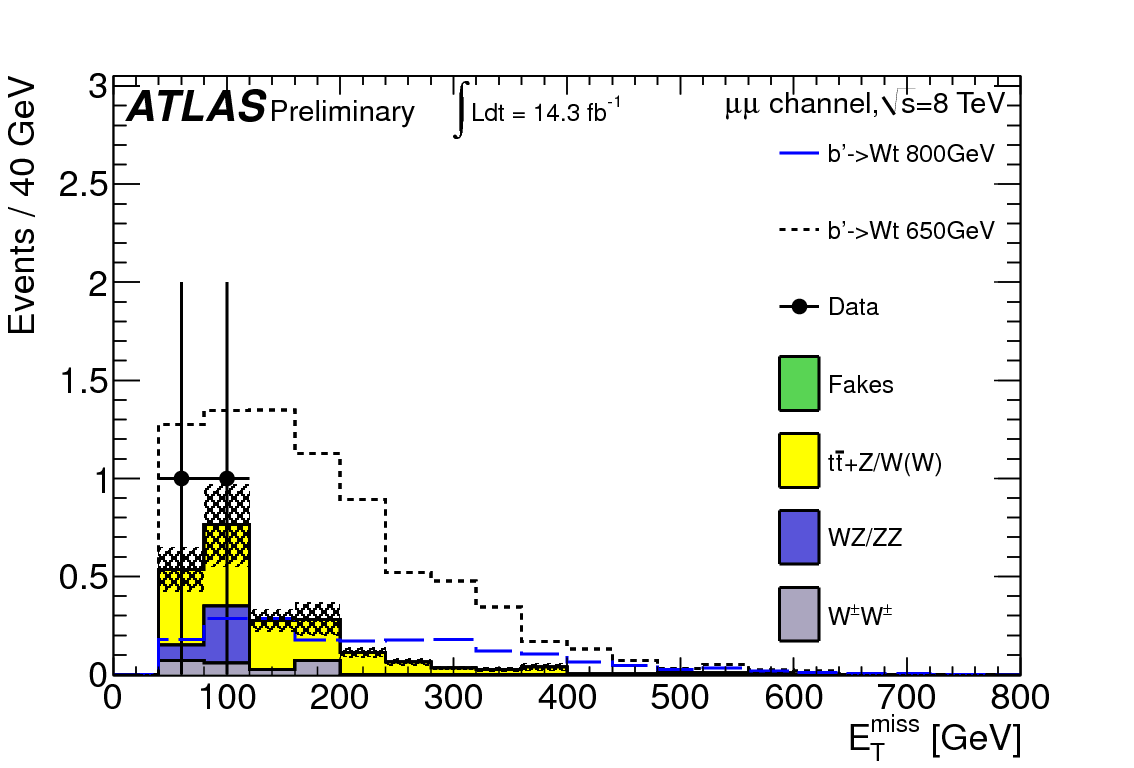 ATLAS Preliminary ∫ Ldt = 14.3 fb⁻¹ μμ channel,√s=8 TeV
b’->Wt 800GeV
b’->Wt 650GeV
Data
Fakes
tt̄+Z/W(W)
WZ/ZZ
W±W±
Events / 40 GeV
3
2.5
2
1.5
1
0.5
0
0 100 200 300 400 500 600 700 800
E_T^miss [GeV]